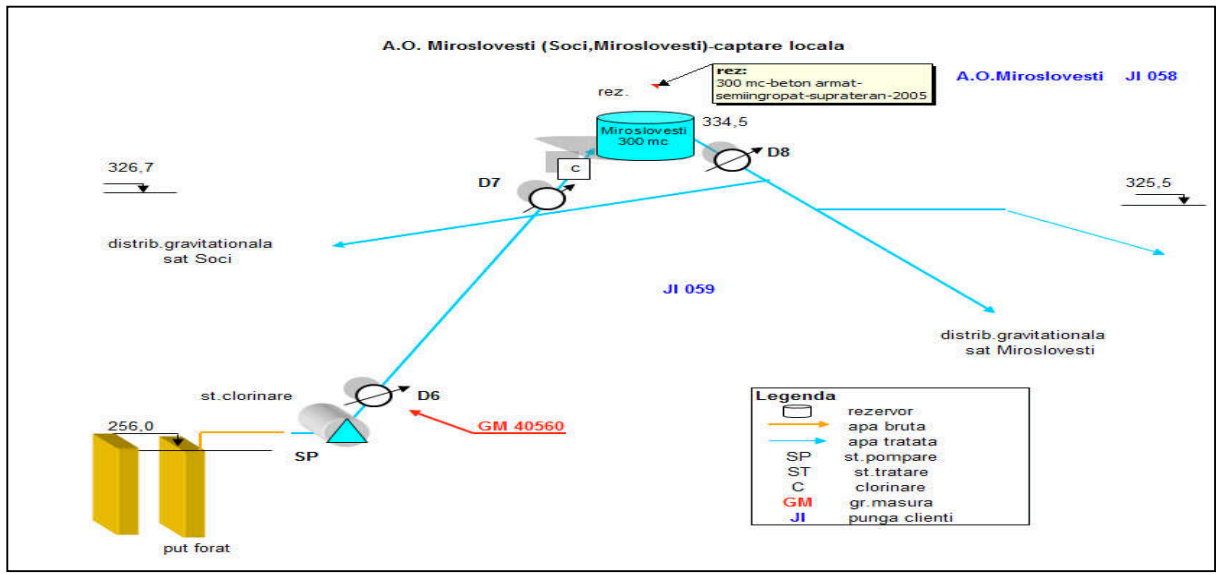 A.O. Miroslovesti (Soci,Miroslovesti)-captare locala
rez:
300 mc-beton armat-
semiingropat-suprateran-2005
A.O.Miroslovesti JI 058
rez.
Miroslovesti
300 mc
334,5
D8
C
D7
326,7
325,5
distrib.gravitationala
sat Soci
JI 059
distrib.gravitationala
sat Miroslovesti
st.clorinare
D6
GM 40560
256,0
SP
put forat
Legenda
rezervor
apa bruta
apa tratata
SP st.pompare
ST st.tratare
C clorinare
GM gr.masura
JI punga clienti